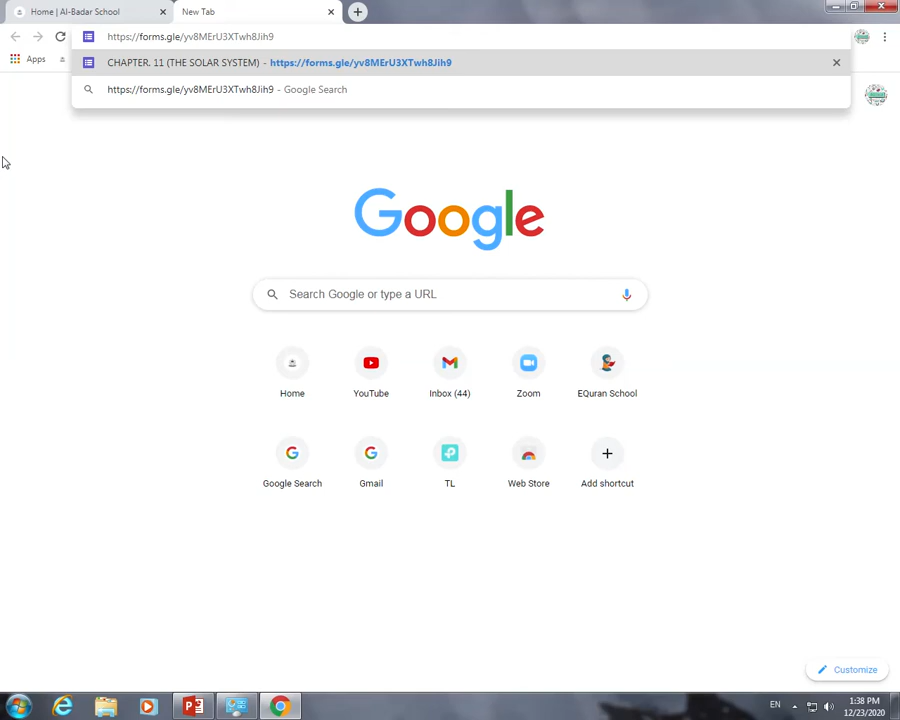 Home | Al-Badar School
New Tab
https://forms.gle/yv8MErU3XTwh8Jih9
Apps
CHAPTER. 11 (THE SOLAR SYSTEM) - https://forms.gle/yv8MErU3XTwh8Jih9
https://forms.gle/yv8MErU3XTwh8Jih9 - Google Search
Google
Search Google or type a URL
Home
YouTube
Inbox (44)
Zoom
EQuran School
Google Search
Gmail
TL
Web Store
Add shortcut
Customize
EN
1:38 PM
12/23/2020